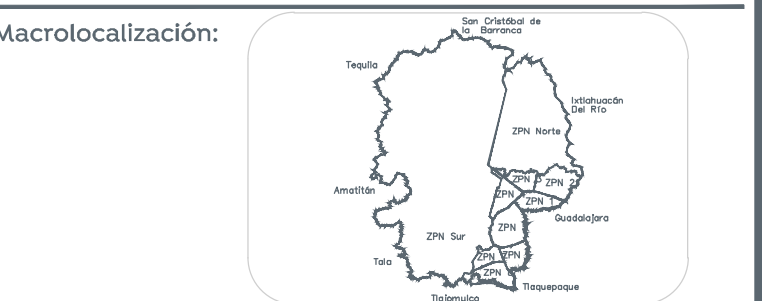 Macrolocalización:
San Cristóbal de
la Barranca
Tequila
Ixtlahuacán
Del Río
ZPN Norte
ZPN 3
ZPN 2
Amatitán
ZPN
ZPN 1
Guadalajara
ZPN
ZPN Sur
ZPN
ZPN
Tala
ZPN
Tlaquepaque
Tlajomulco